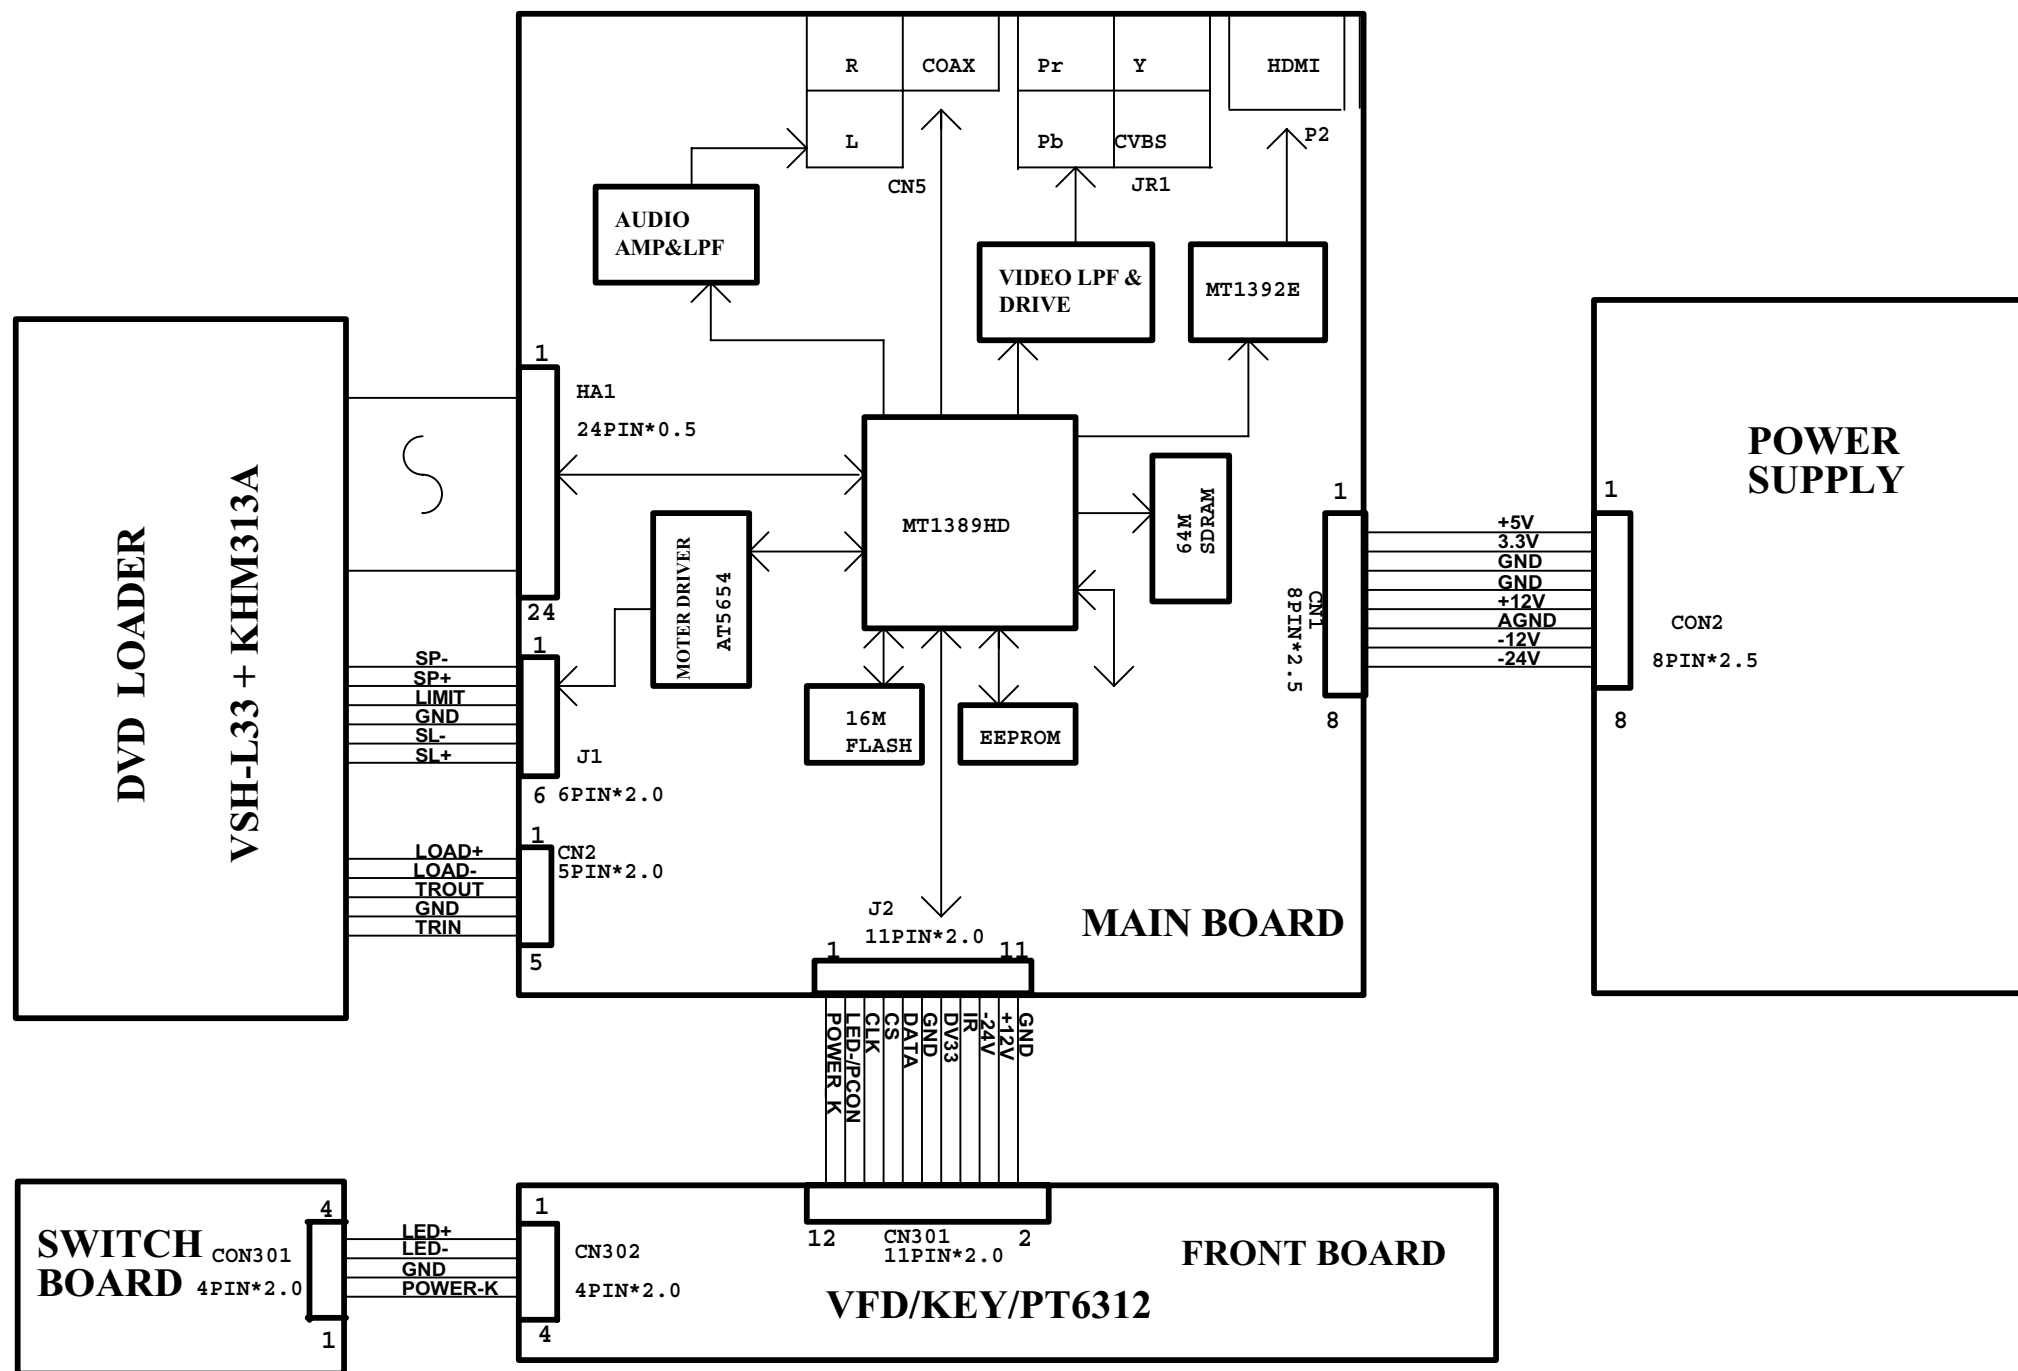 R
COAX
Pr
Y
HDMI
L
Pb
CVBS
P2
CN5
JR1
AUDIO
AMP&LPF
VIDEO LPF &
DRIVE
MT1392E
1
HA1
24PIN*0.5
24
DVD LOADER
VSH-L33 + KHM313A
MT1389HD
64M
SDRAM
MOTER DRIVER
AT5654
16M
FLASH
EEPROM
SP-
SP+
LIMIT
GND
SL-
SL+
1
J1
6
6PIN*2.0
LOAD+
LOAD-
TROUT
GND
TRIN
1
CN2
5PIN*2.0
5
1
CN1
8PIN*2.5
8
+5V
3.3V
GND
GND
+12V
AGND
-12V
-24V
POWER
SUPPLY
1
CON2
8PIN*2.5
8
J2
11PIN*2.0
1
11
MAIN BOARD
POWER_K
LED-/PCON
CLK
CS
DATA
GND
DV33
IR
-24V
+12V
GND
SWITCH
BOARD
4
CON301
4PIN*2.0
1
LED+
LED-
GND
POWER-K
1
CN302
4PIN*2.0
4
12
CN301
11PIN*2.0
2
FRONT BOARD
VFD/KEY/PT6312